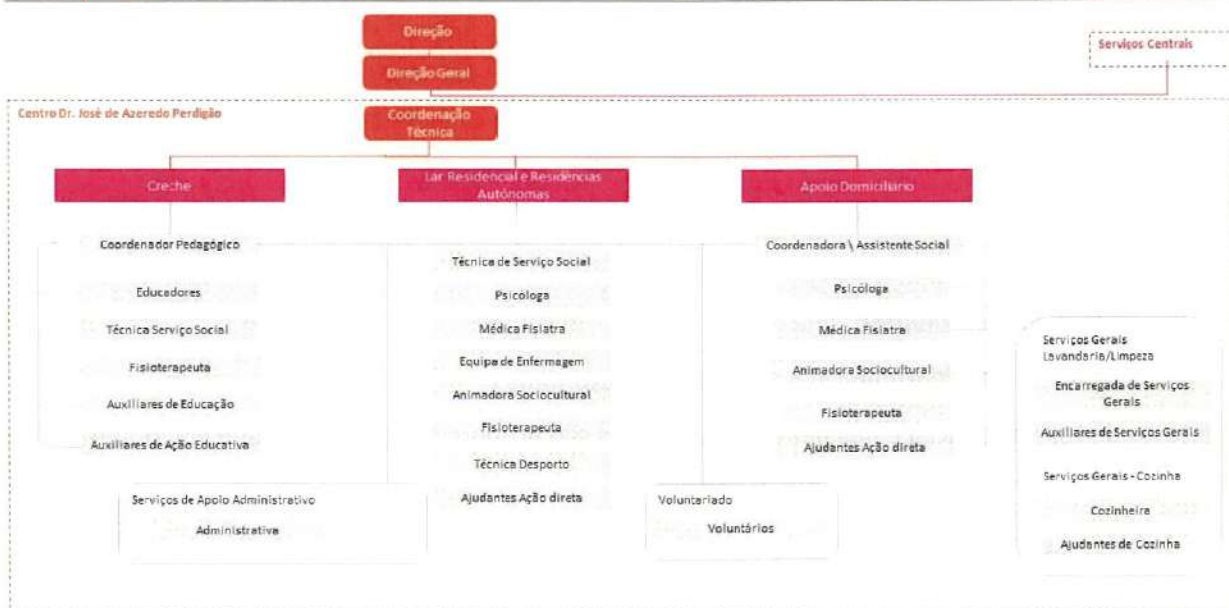 Direção
Direção Geral
Serviços Centrais
Centro Dr. José de Azeredo Perdigão
Coordenação
Técnica
Creche
Lar Residencial e Residências
Autónomas
Apoio Domiciliário
Coordenador Pedagógico
Educadores
Técnica Serviço Social
Fisioterapeuta
Auxiliares de Educação
Auxiliares de Ação Educativa
Técnica de Serviço Social
Psicóloga
Médica Fisiatra
Equipa de Enfermagem
Animadora Sociocultural
Fisioterapeuta
Técnica Desporto
Ajudantes Ação direta
Coordenadora \ Assistente Social
Psicóloga
Médica Fisiatra
Animadora Sociocultural
Fisioterapeuta
Ajudantes Ação direta
Serviços Gerais
Lavandaria/Limpeza
Encarregada de Serviços
Gerais
Auxiliares de Serviços Gerais
Serviços Gerais - Cozinha
Cozinheira
Ajudantes de Cozinha
Serviços de Apoio Administrativo
Administrativa
Voluntariado
Voluntários